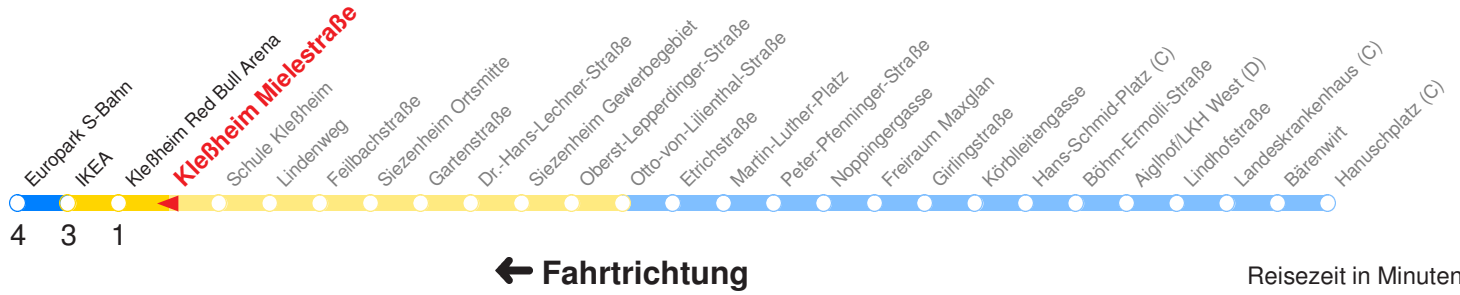 Europark S-Bahn
IKEA
Kleßheim Red Bull Arena
Kleßheim Mielestraße
Schule Kleßheim
Lindenweg
Feilbachstraße
Siezenheim Ortsmitte
Gartenstraße
Dr.-Hans-Lechner-Straße
Siezenheim Gewerbegebiet
Oberst-Lepperdinger-Straße
Otto-von-Lilienthal-Straße
Etrichstraße
Martin-Luther-Platz
Peter-Pfenninger-Straße
Noppingergasse
Freiraum Maxglan
Girlingstraße
Körblleitengasse
Hans-Schmid-Platz (C)
Böhm-Ermolli-Straße
Aiglhof/LKH West (D)
Lindhofstraße
Landeskrankenhaus (C)
Bärenwirt
Hanuschplatz (C)
4 3 1
← Fahrtrichtung
Reisezeit in Minuten